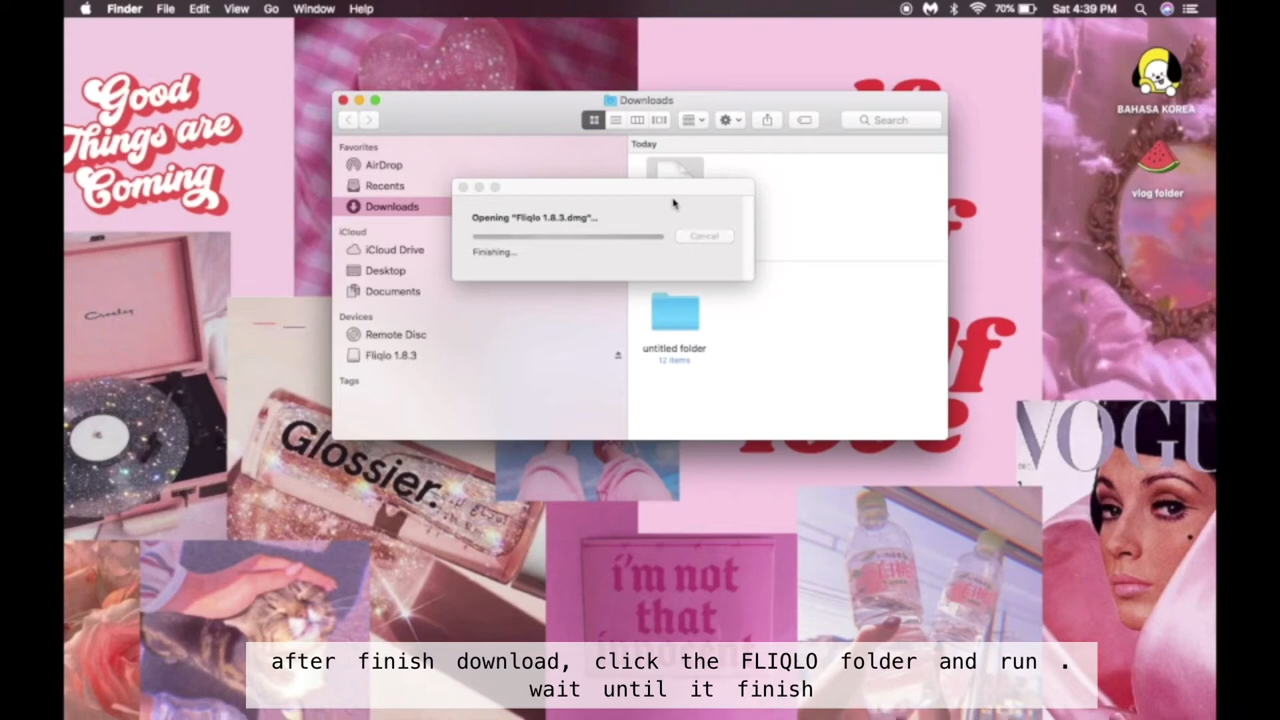 Finder File Edit View Go Window Help
70%
Sat 4:39 PM
Good
Things are
Coming
Downloads
Search
Favorites
AirDrop
Recents
Downloads
iCloud
iCloud Drive
Desktop
Documents
Devices
Remote Disc
Fliqlo 1.8.3
Tags
Today
Opening "Fliqlo 1.8.3.dmg"...
Cancel
Finishing...
untitled folder
12 items
BAHASA KOREA
vlog folder
Crosley
Glossier.
VOGU
DEC
i'm not
that
after finish download, click the FLIQLO folder and run .
wait until it finish